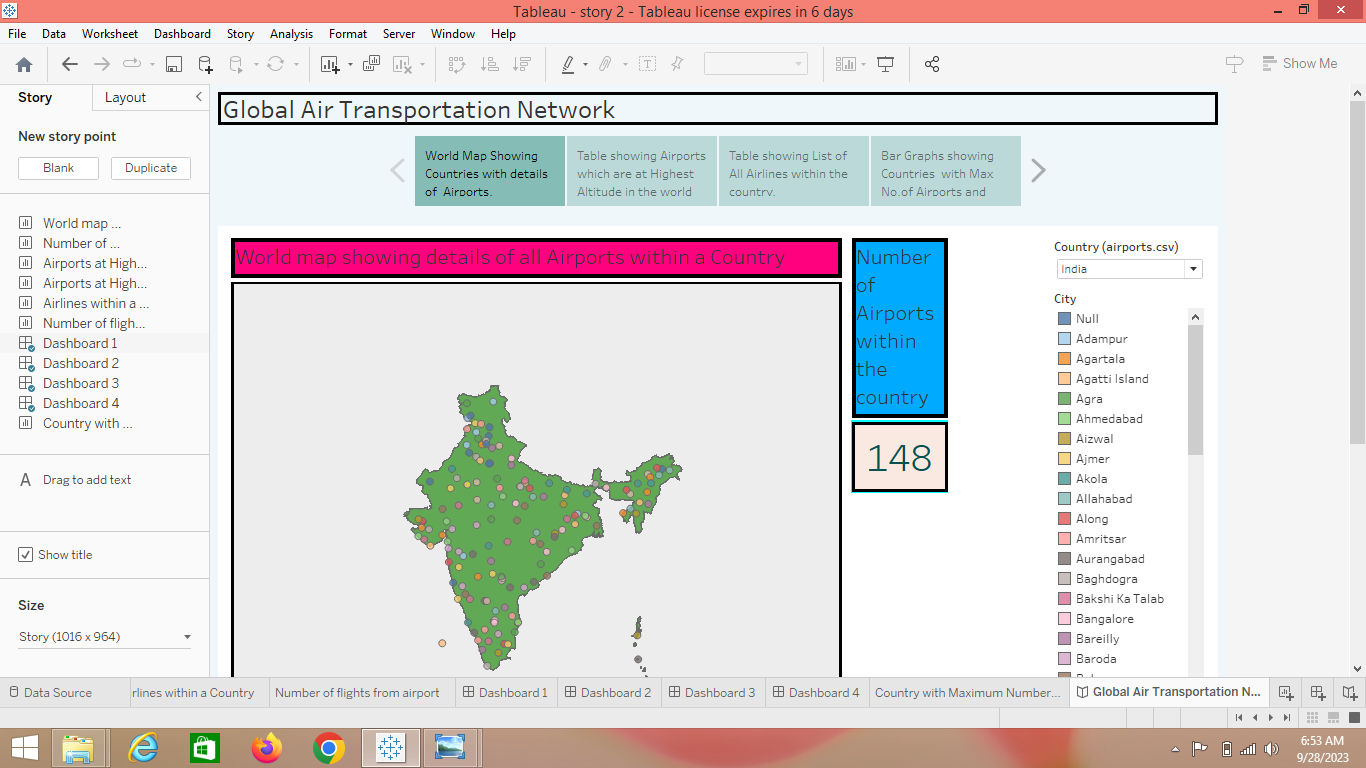 Tableau - story 2 - Tableau license expires in 6 days
File Data Worksheet Dashboard Story Analysis Format Server Window Help
Show Me
Story Layout
New story point
Blank Duplicate
World map ...
Number of ...
Airports at High...
Airports at High...
Airlines within a ...
Number of fligh...
Dashboard 1
Dashboard 2
Dashboard 3
Dashboard 4
Country with ...
A Drag to add text
Show title
Size
Story (1016 x 964)
Global Air Transportation Network
World Map Showing
Countries with details
of Airports.
Table showing Airports
which are at Highest
Altitude in the world
Table showing List of
All Airlines within the
country.
Bar Graphs showing
Countries with Max
No.of Airports and
World map showing details of all Airports within a Country
Number
of
Airports
within
the
country
148
Country (airports.csv)
India
City
Null
Adampur
Agartala
Agatti Island
Agra
Ahmedabad
Aizwal
Ajmer
Akola
Allahabad
Along
Amritsar
Aurangabad
Baghdogra
Bakshi Ka Talab
Bangalore
Bareilly
Baroda
Data Source
rlines within a Country
Number of flights from airport
Dashboard 1
Dashboard 2
Dashboard 3
Dashboard 4
Country with Maximum Number...
Global Air Transportation N...
6:53 AM
9/28/2023